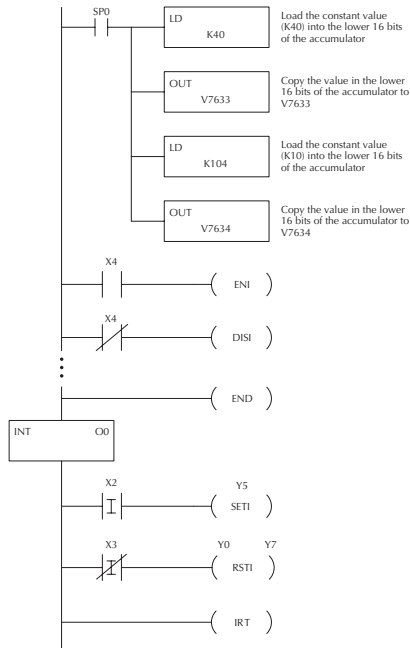 SP0
LD
K40
Load the constant value
(K40) into the lower 16 bits
of the accumulator
OUT
V7633
Copy the value in the lower
16 bits of the accumulator to
V7633
LD
K104
Load the constant value
(K10) into the lower 16 bits
of the accumulator
OUT
V7634
Copy the value in the lower
16 bits of the accumulator to
V7634
X4
ENI
X4
DISI
END
INT O0
X2 Y5
I SETI
X3 Y0 Y7
I RSTI
IRT